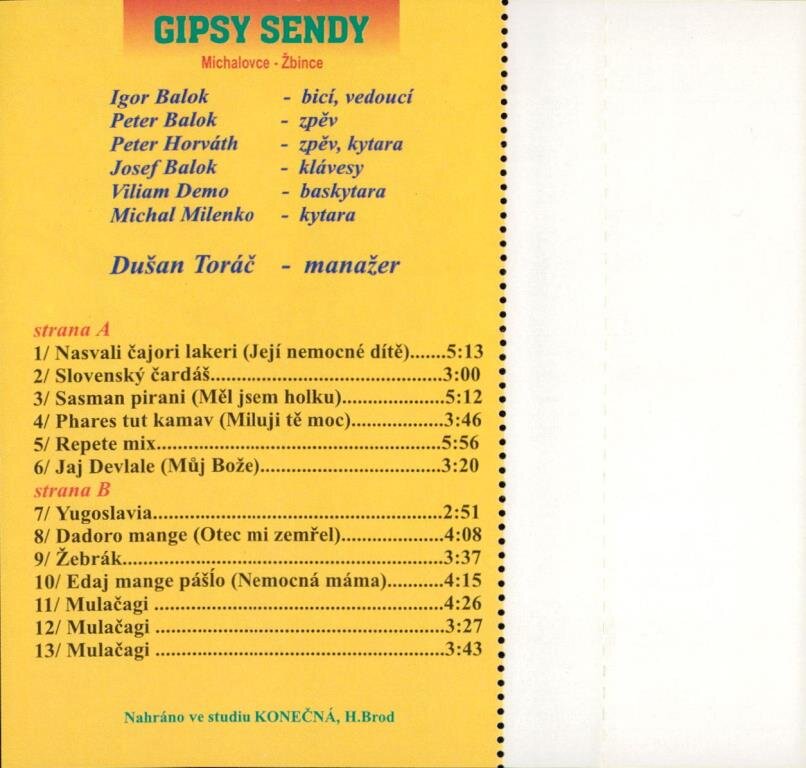 GIPSY SENDY
Michalovce - Žbince
Igor Balok - bicí, vedoucí
Peter Balok - zpěv
Peter Horváth - zpěv, kytara
Josef Balok - klávesy
Viliam Demo - baskytara
Michal Milenko - kytara
Dušan Toráč - manažer
strana A
1/ Nasvali čajori lakeri (Její nemocné dítě).......5:13
2/ Slovenský čardáš..............................................3:00
3/ Sasman pirani (Měl jsem holku)....................5:12
4/ Phares tut kamav (Miluji tě moc)..................3:46
5/ Repete mix.........................................................5:56
6/ Jaj Devlale (Můj Bože)....................................3:20
strana B
7/ Yugoslavia..........................................................2:51
8/ Dadoro mange (Otec mi zemřel)....................4:08
9/ Žebrák................................................................3:37
10/ Edaj mange pášĺo (Nemocná máma)..........4:15
11/ Mulačagi .........................................................4:26
12/ Mulačagi .........................................................3:27
13/ Mulačagi .........................................................3:43
Nahráno ve studiu KONEČNÁ, H.Brod